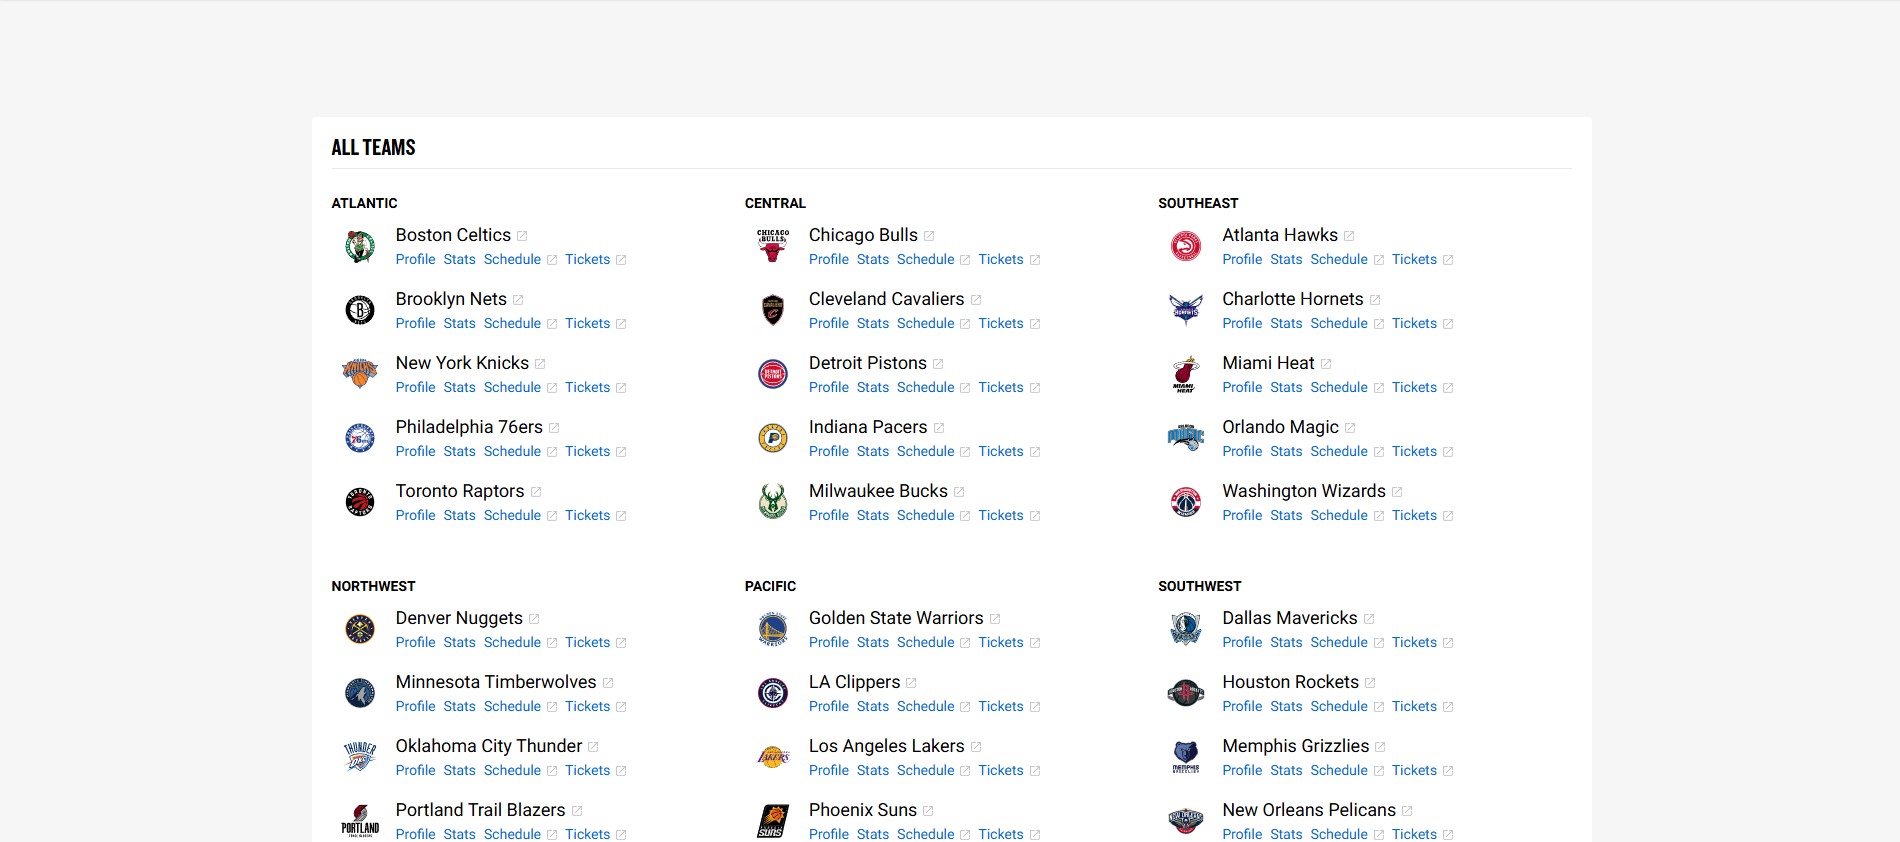 ALL TEAMS
ATLANTIC
Boston Celtics
Profile Stats Schedule Tickets
Brooklyn Nets
Profile Stats Schedule Tickets
New York Knicks
Profile Stats Schedule Tickets
Philadelphia 76ers
Profile Stats Schedule Tickets
Toronto Raptors
Profile Stats Schedule Tickets
CENTRAL
CHICAGO
BULLS
Chicago Bulls
Profile Stats Schedule Tickets
Cleveland Cavaliers
Profile Stats Schedule Tickets
Detroit Pistons
Profile Stats Schedule Tickets
Indiana Pacers
Profile Stats Schedule Tickets
Milwaukee Bucks
Profile Stats Schedule Tickets
SOUTHEAST
Atlanta Hawks
Profile Stats Schedule Tickets
Charlotte Hornets
Profile Stats Schedule Tickets
MIAMI
HEAT
Miami Heat
Profile Stats Schedule Tickets
Orlando Magic
Profile Stats Schedule Tickets
Washington Wizards
Profile Stats Schedule Tickets
NORTHWEST
Denver Nuggets
Profile Stats Schedule Tickets
Minnesota Timberwolves
Profile Stats Schedule Tickets
THUNDER
Oklahoma City Thunder
Profile Stats Schedule Tickets
PORTLAND
Portland Trail Blazers
Profile Stats Schedule Tickets
PACIFIC
Golden State Warriors
Profile Stats Schedule Tickets
LA Clippers
Profile Stats Schedule Tickets
LAKERS
Los Angeles Lakers
Profile Stats Schedule Tickets
SUNS
Phoenix Suns
Profile Stats Schedule Tickets
SOUTHWEST
Dallas Mavericks
Profile Stats Schedule Tickets
Houston Rockets
Profile Stats Schedule Tickets
MEMPHIS
Memphis Grizzlies
Profile Stats Schedule Tickets
New Orleans Pelicans
Profile Stats Schedule Tickets